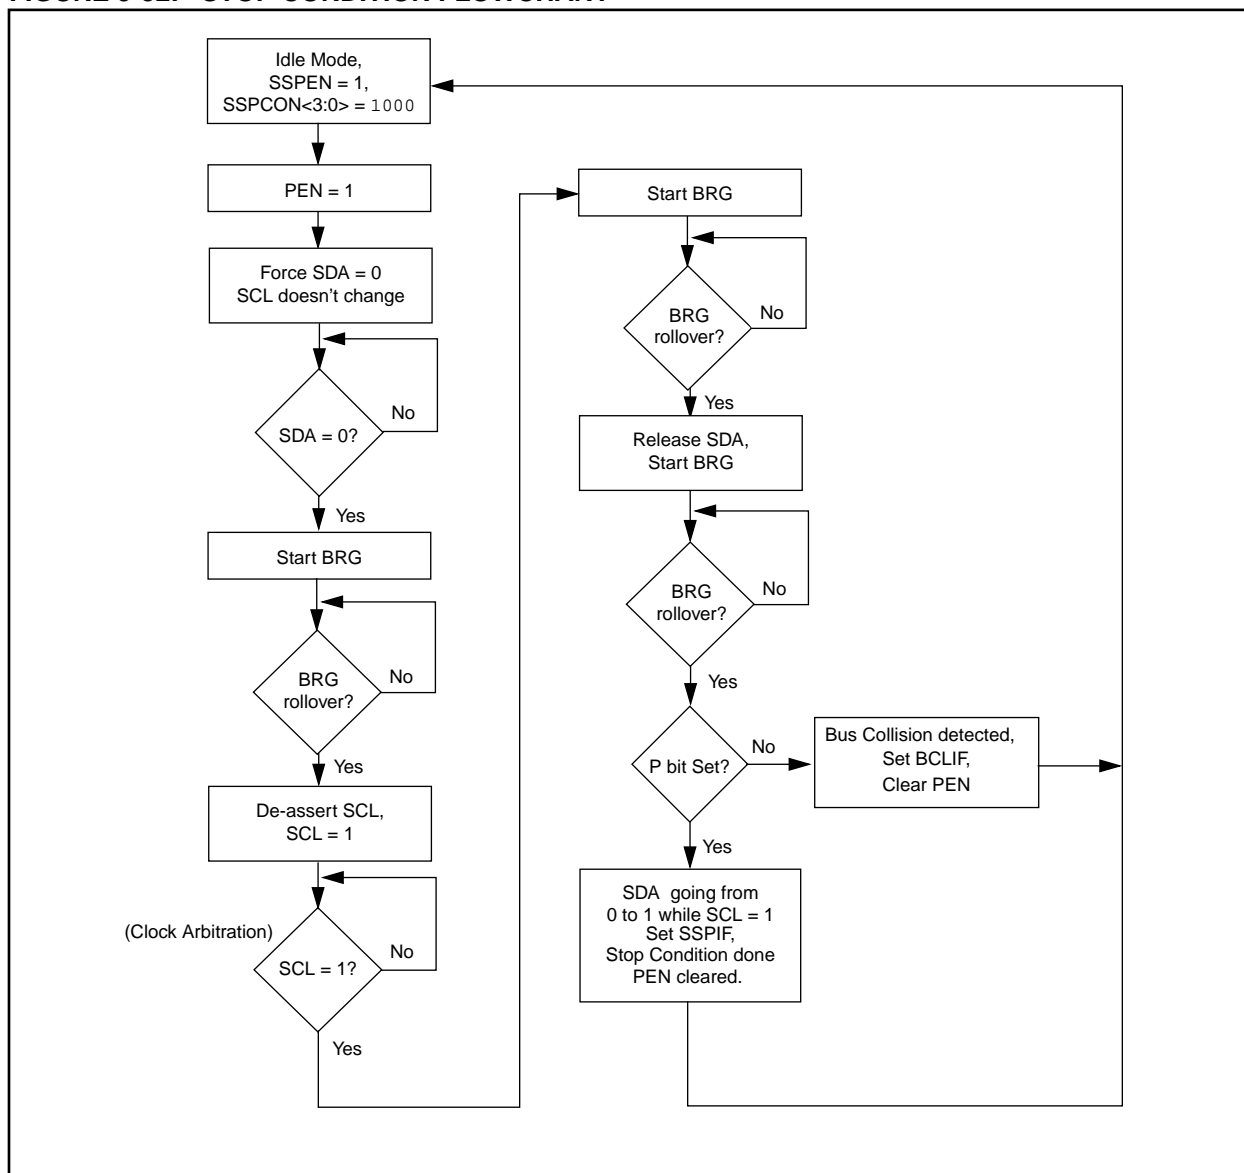 Idle Mode,
SSPEN = 1,
SSPCON<3:0> = 1000
PEN = 1
Force SDA = 0
SCL doesn't change
No
SDA = 0?
Yes
Start BRG
BRG
rollover?
No
Yes
De-assert SCL,
SCL = 1
(Clock Arbitration)
No
SCL = 1?
Yes
Start BRG
BRG
rollover?
No
Yes
Release SDA,
Start BRG
BRG
rollover?
No
Yes
P bit Set?
No
Bus Collision detected,
Set BCLIF,
Clear PEN
Yes
SDA going from
0 to 1 while SCL = 1
Set SSPIF,
Stop Condition done
PEN cleared.